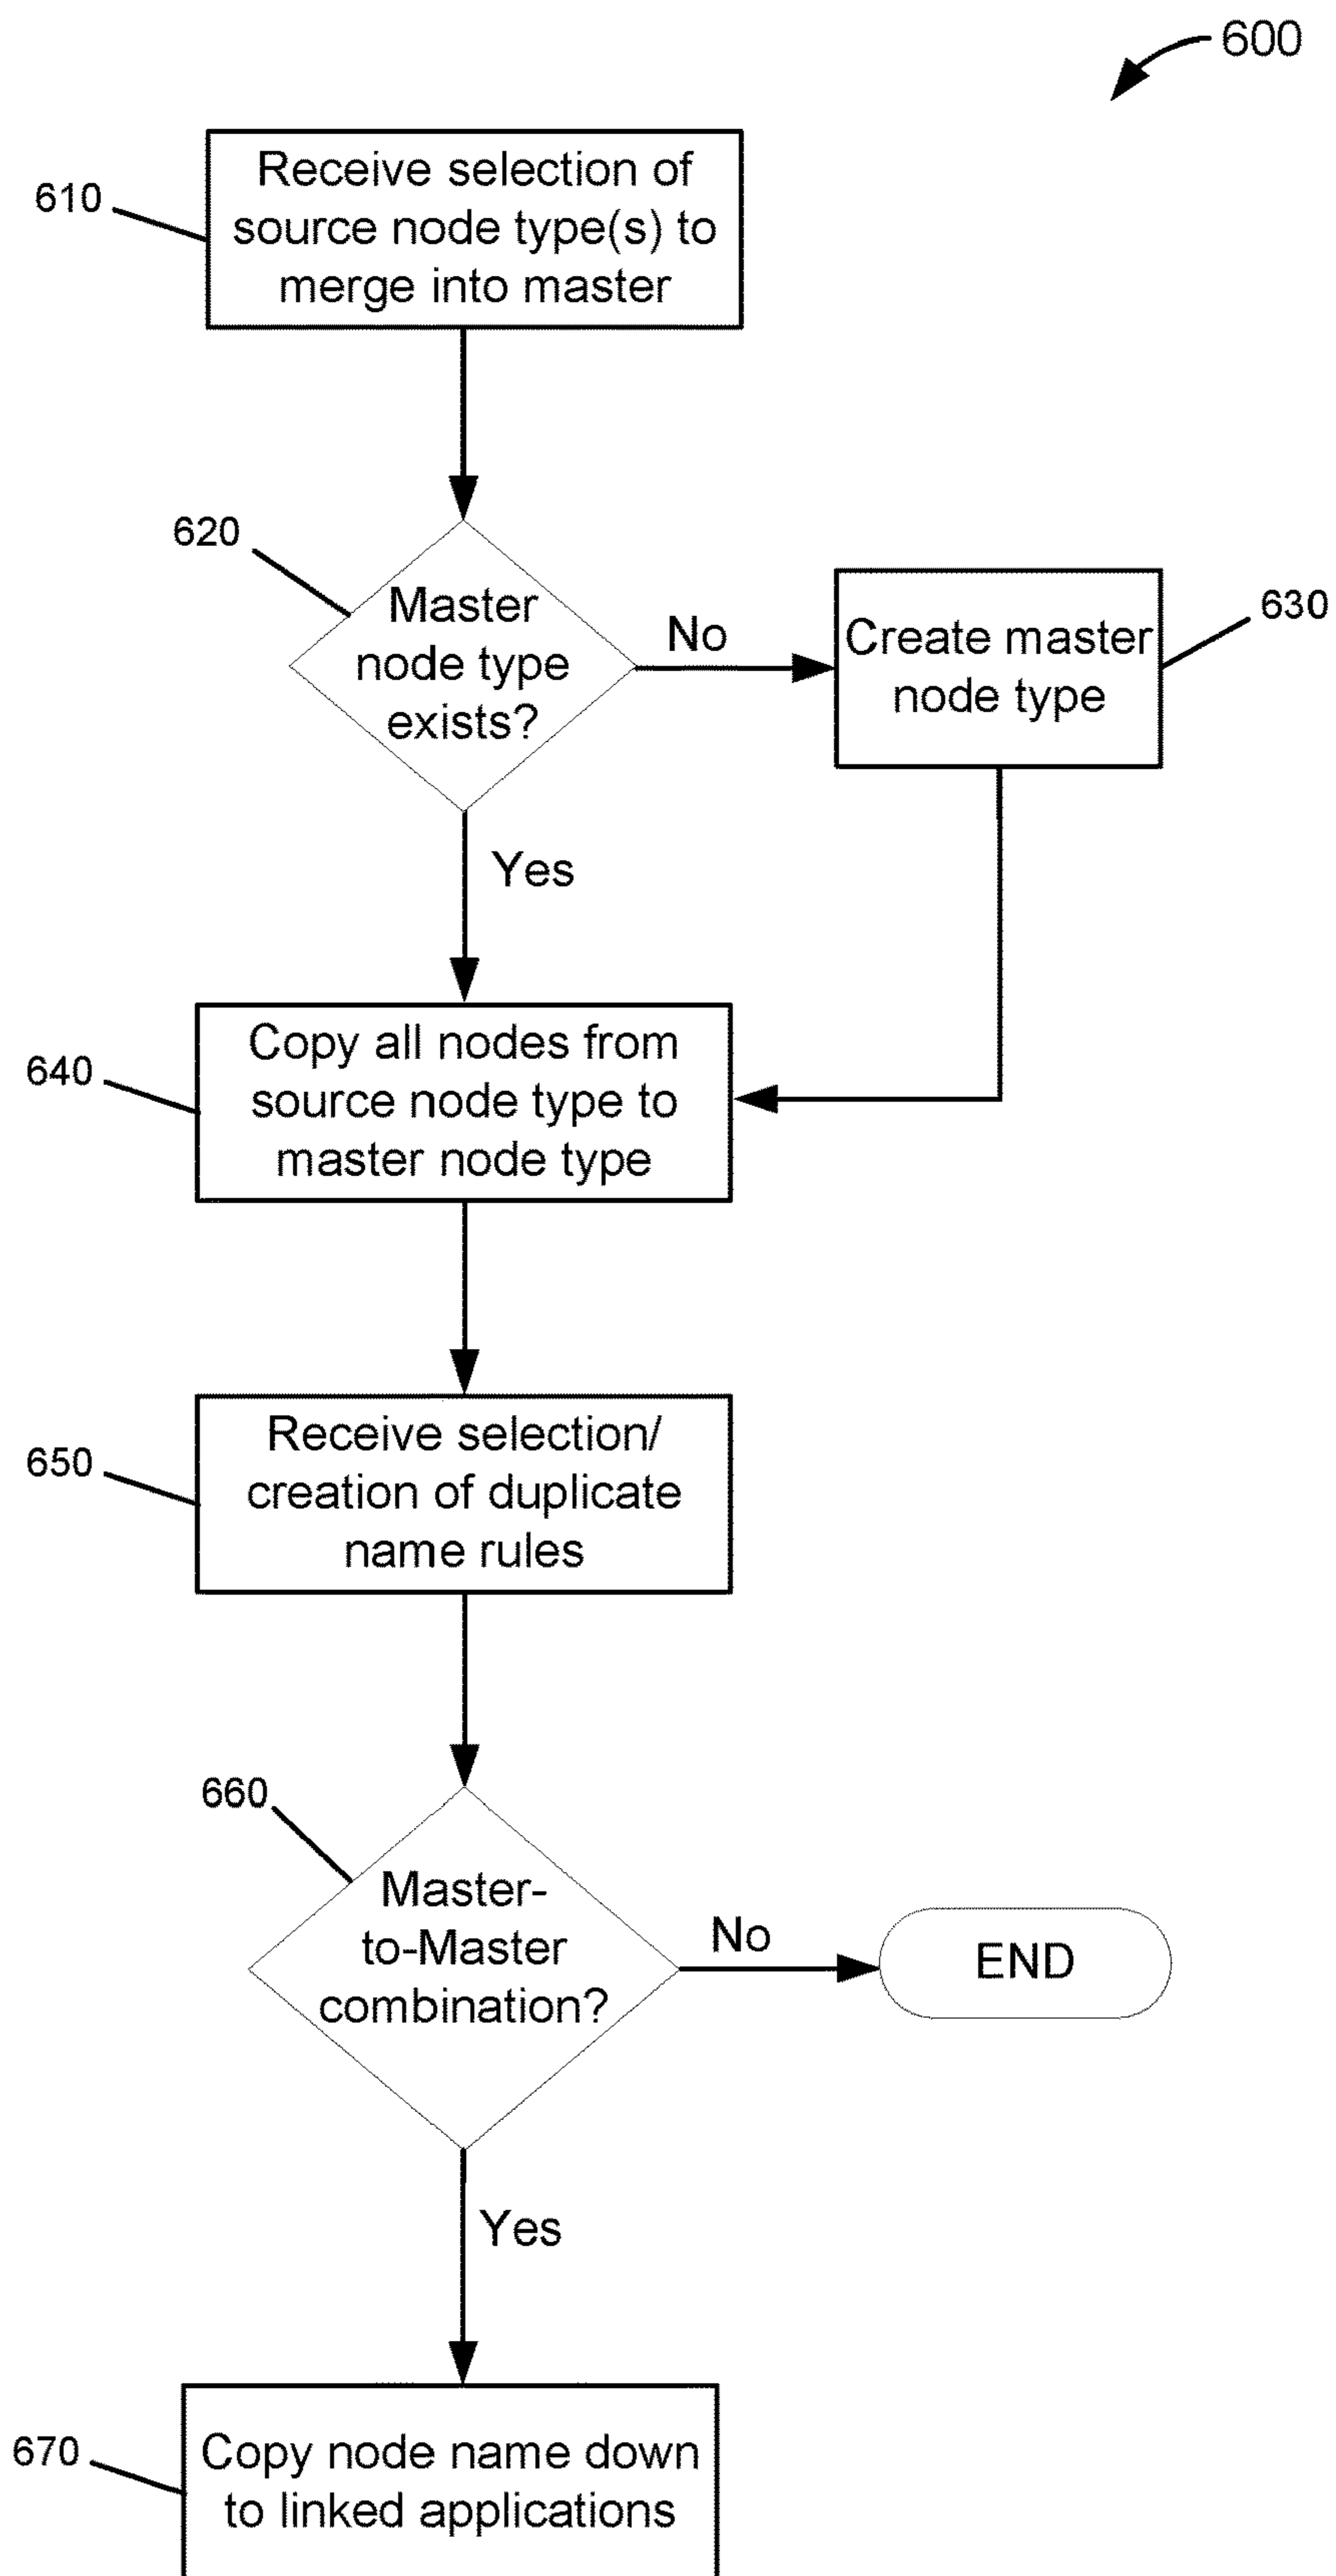 600
610
Receive selection of
source node type(s) to
merge into master
620
Master
node type
exists?
No
Create master
node type
630
Yes
640
Copy all nodes from
source node type to
master node type
650
Receive selection/
creation of duplicate
name rules
660
Master-
to-Master
combination?
No
END
Yes
670
Copy node name down
to linked applications